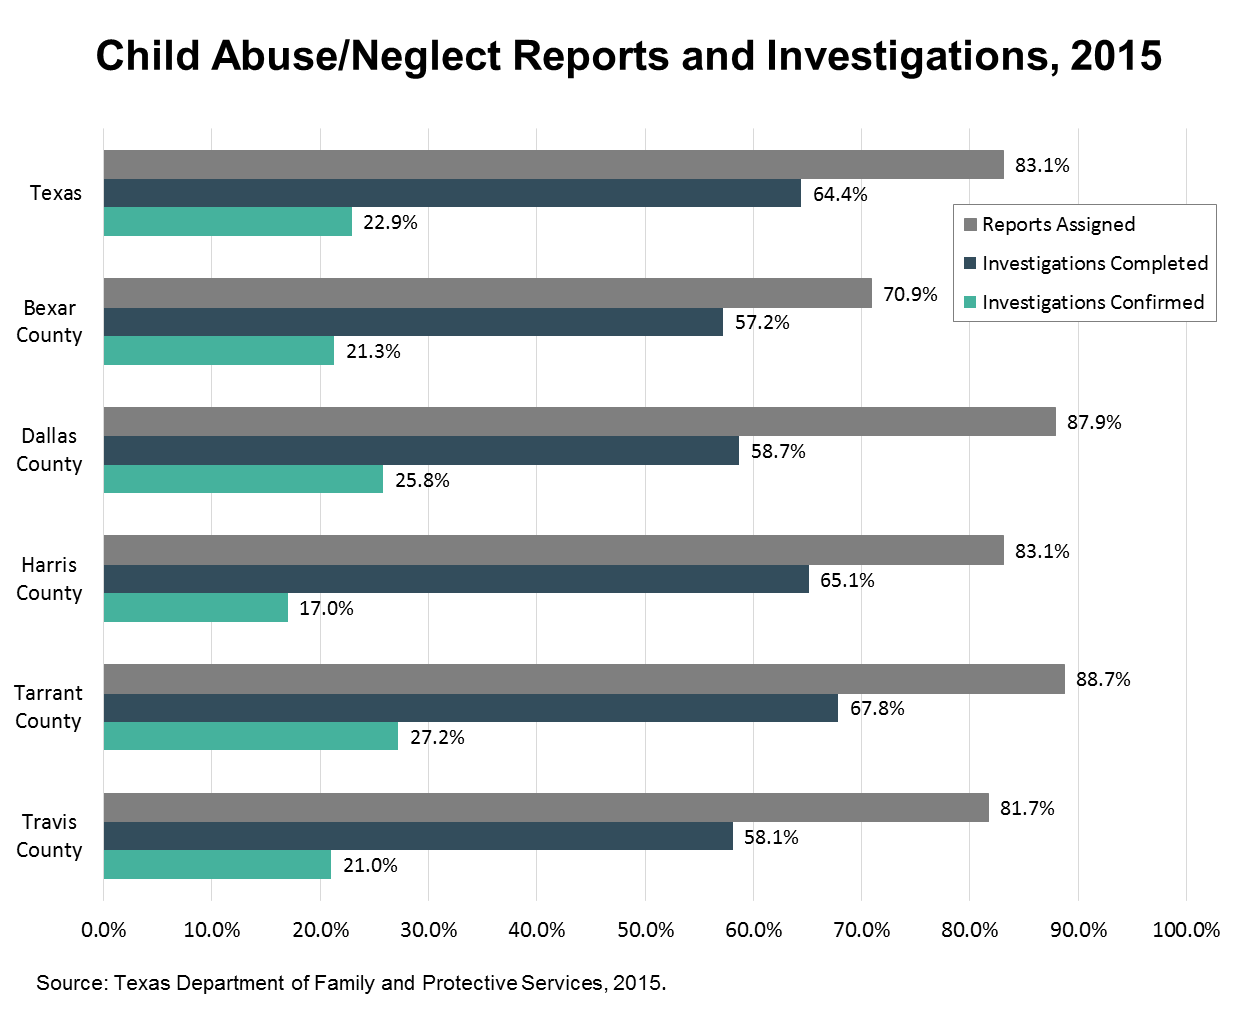 Child Abuse/Neglect Reports and Investigations, 2015
Texas
83.1%
64.4%
22.9%
Reports Assigned
Investigations Completed
Investigations Confirmed
Bexar
County
70.9%
57.2%
21.3%
Dallas
County
87.9%
58.7%
25.8%
Harris
County
83.1%
65.1%
17.0%
Tarrant
County
88.7%
67.8%
27.2%
Travis
County
81.7%
58.1%
21.0%
0.0% 10.0% 20.0% 30.0% 40.0% 50.0% 60.0% 70.0% 80.0% 90.0% 100.0%
Source: Texas Department of Family and Protective Services, 2015.